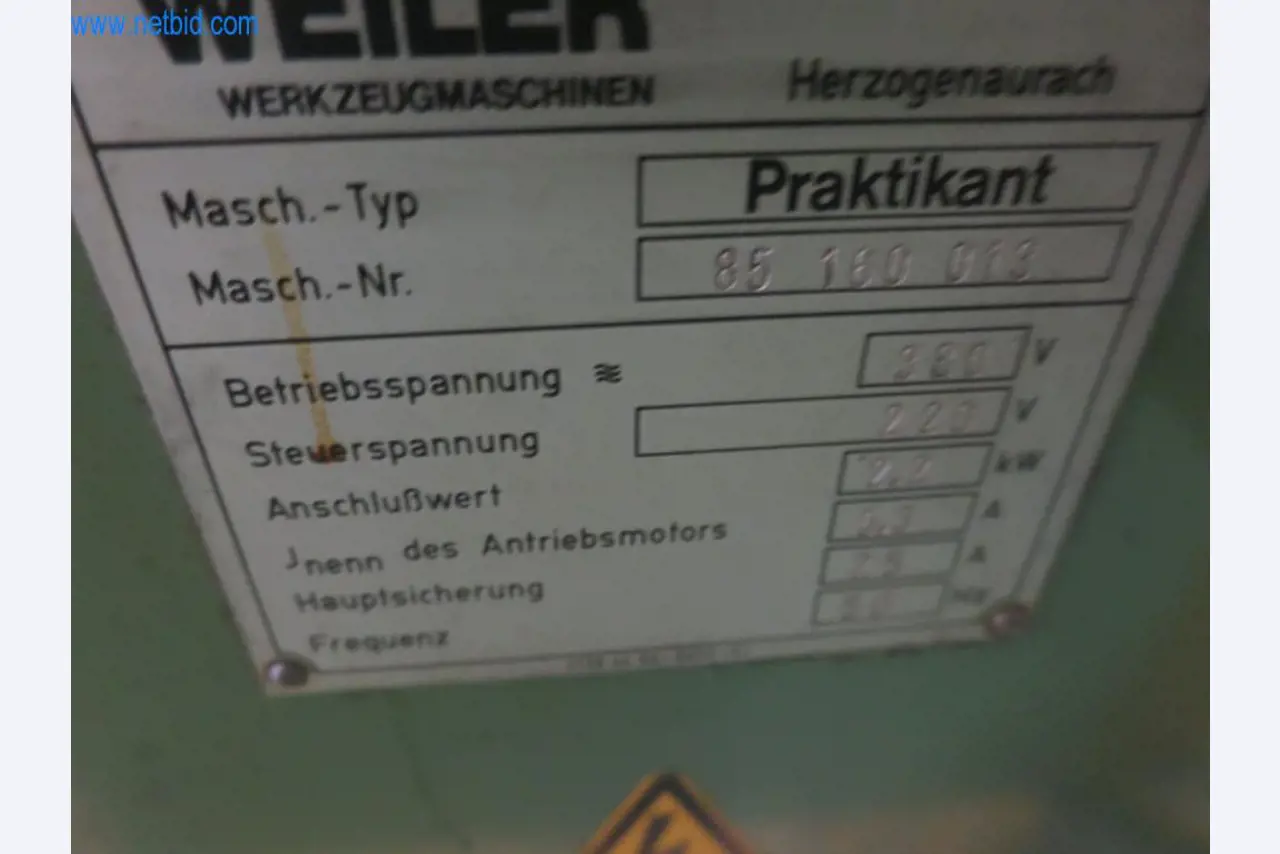 www.netbid.com
WEILER
WERKZEUGMASCHINEN Herzogenaurach
Masch.-Typ Praktikant
Masch.-Nr. 85 160 013
Betriebsspannung ≋ 380 V
Steuerspannung 220 V
Anschlußwert 2,2 kW
Jnenn des Antriebsmotors A
Hauptsicherung A
Frequenz Hz